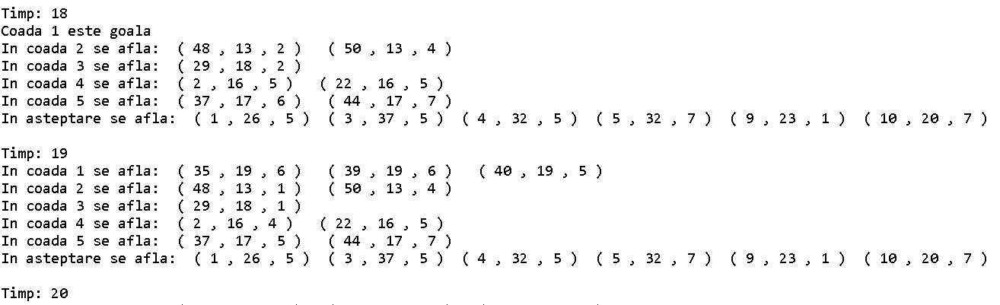 Timp: 18
Coada 1 este goala
In coada 2 se afla: ( 48 , 13 , 2 ) ( 50 , 13 , 4 )
In coada 3 se afla: ( 29 , 18 , 2 )
In coada 4 se afla: ( 2 , 16 , 5 ) ( 22 , 16 , 5 )
In coada 5 se afla: ( 37 , 17 , 6 ) ( 44 , 17 , 7 )
In asteptare se afla: ( 1 , 26 , 5 ) ( 3 , 37 , 5 ) ( 4 , 32 , 5 ) ( 5 , 32 , 7 ) ( 9 , 23 , 1 ) ( 10 , 20 , 7 )
Timp: 19
In coada 1 se afla: ( 35 , 19 , 6 ) ( 39 , 19 , 6 ) ( 40 , 19 , 5 )
In coada 2 se afla: ( 48 , 13 , 1 ) ( 50 , 13 , 4 )
In coada 3 se afla: ( 29 , 18 , 1 )
In coada 4 se afla: ( 2 , 16 , 4 ) ( 22 , 16 , 5 )
In coada 5 se afla: ( 37 , 17 , 5 ) ( 44 , 17 , 7 )
In asteptare se afla: ( 1 , 26 , 5 ) ( 3 , 37 , 5 ) ( 4 , 32 , 5 ) ( 5 , 32 , 7 ) ( 9 , 23 , 1 ) ( 10 , 20 , 7 )
Timp: 20